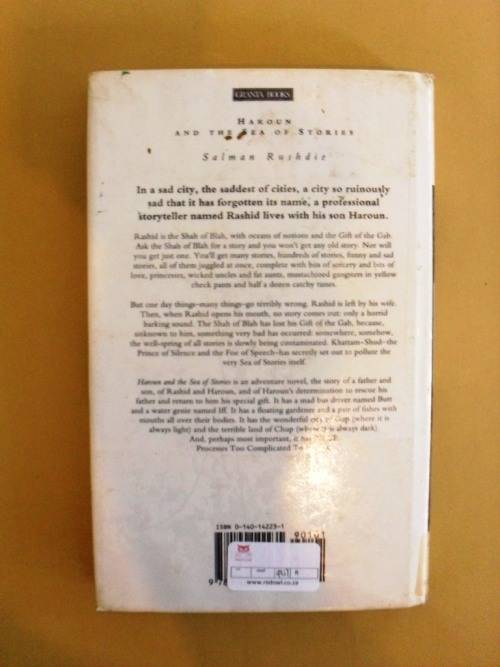 GRANTA BOOKS
HAROUN
AND THE SEA OF STORIES
Salman Rushdie
In a sad city, the saddest of cities, a city so ruinously
sad that it has forgotten its name, a professional
storyteller named Rashid lives with his son Haroun.
Rashid is the Shah of Blah, with oceans of notions and the Gift of the Gab.
Ask the Shah of Blah for a story and you won't get any old story. Nor will
you get just one. You'll get many stories, hundreds of stories, funny and sad
stories, all of them juggled at once, complete with bits of sorcery and bits of
love, princesses, wicked uncles and fat aunts, mustachioed gangsters in yellow
check pants and half a dozen catchy tunes.
But one day things–many things–go terribly wrong. Rashid is left by his wife.
Then, when Rashid opens his mouth, no story comes out: only a horrid
barking sound. The Shah of Blah has lost his Gift of the Gab, because,
unknown to him, something very bad has occurred: somewhere, somehow,
the well-spring of all stories is slowly being contaminated. Khattam-Shud–the
Prince of Silence and the Foe of Speech–has secretly set out to pollute the
very Sea of Stories itself.
Haroun and the Sea of Stories is an adventure novel, the story of a father and
son, of Rashid and Haroun, and of Haroun's determination to rescue his
father and return to him his special gift. It has a mad bus driver named Butt
and a water genie named Iff. It has a floating gardener and a pair of fishes with
mouths all over their bodies. It has the wonderful city of Gup (where it is
always light) and the terrible land of Chup (where it is always dark).
And, perhaps most important, it has
Processes Too Complicated To
ISBN 0-140-14223-1
www.redowl.co.za